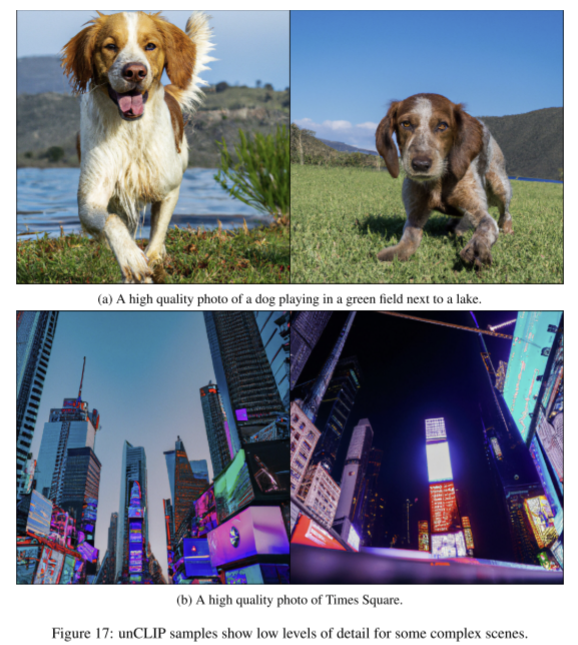 (a) A high quality photo of a dog playing in a green field next to a lake.
(b) A high quality photo of Times Square.
Figure 17: unCLIP samples show low levels of detail for some complex scenes.